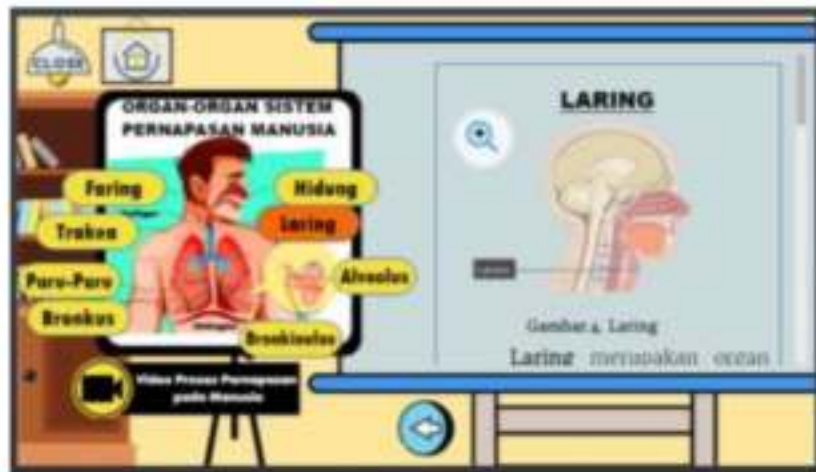 CLOSE
ORGAN-ORGAN SISTEM
PERNAPASAN MANUSIA
Faring
Hidung
Laring
Trakea
Paru-Paru
Alveolus
Bronkus
Bronkiolus
Video Proses Pernapasan
pada Manusia
LARING
Gambar 4. Laring
Laring merupakan organ